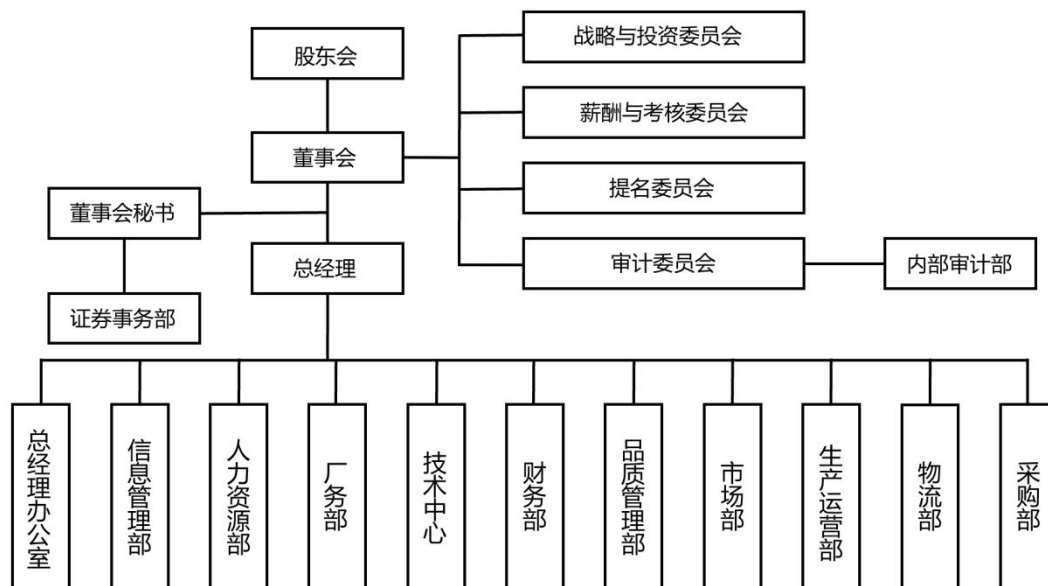 股东会
战略与投资委员会
薪酬与考核委员会
董事会
提名委员会
董事会秘书
总经理
审计委员会
内部审计部
证券事务部
总经理办公室
信息管理部
人力资源部
厂务部
技术中心
财务部
品质管理部
市场部
生产运营部
物流部
采购部